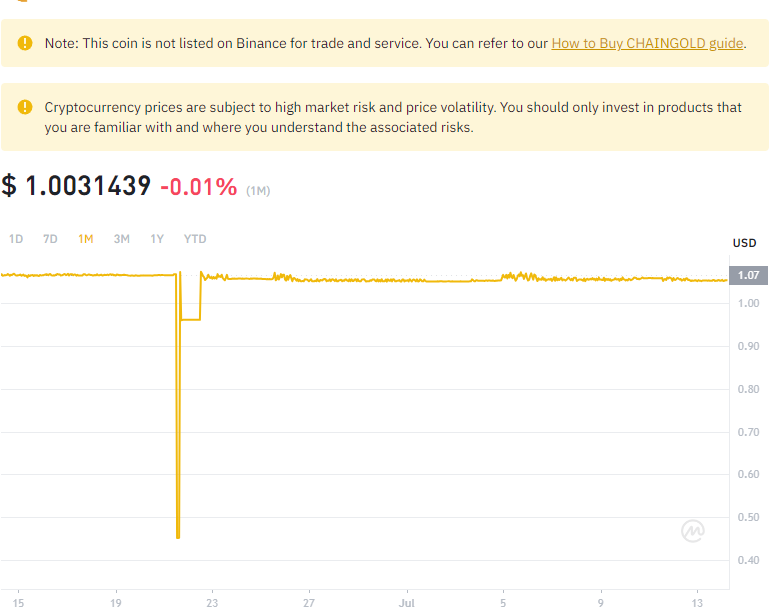 Note: This coin is not listed on Binance for trade and service. You can refer to our How to Buy CHAINGOLD guide.
Cryptocurrency prices are subject to high market risk and price volatility. You should only invest in products that
you are familiar with and where you understand the associated risks.
$ 1.0031439 -0.01% (1M)
1D 7D 1M 3M 1Y YTD
USD
1.07
1.00
0.90
0.80
0.70
0.60
0.50
0.40
15 19 23 27 Jul 5 9 13